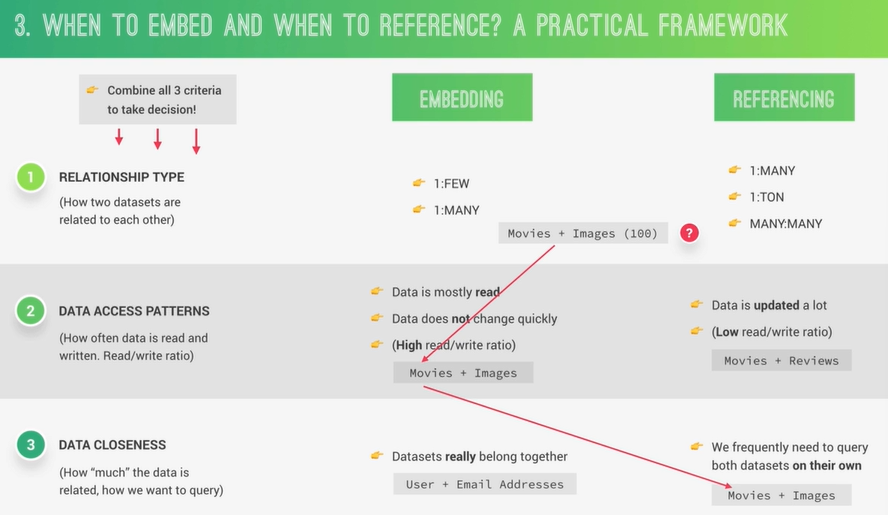 3. WHEN TO EMBED AND WHEN TO REFERENCE? A PRACTICAL FRAMEWORK
Combine all 3 criteria
to take decision!
EMBEDDING
REFERENCING
1
RELATIONSHIP TYPE
(How two datasets are
related to each other)
1:FEW
1:MANY
Movies + Images (100)
?
1:MANY
1:TON
MANY:MANY
2
DATA ACCESS PATTERNS
(How often data is read and
written. Read/write ratio)
Data is mostly read
Data does not change quickly
(High read/write ratio)
Movies + Images
Data is updated a lot
(Low read/write ratio)
Movies + Reviews
3
DATA CLOSENESS
(How “much” the data is
related, how we want to query)
Datasets really belong together
User + Email Addresses
We frequently need to query
both datasets on their own
Movies + Images